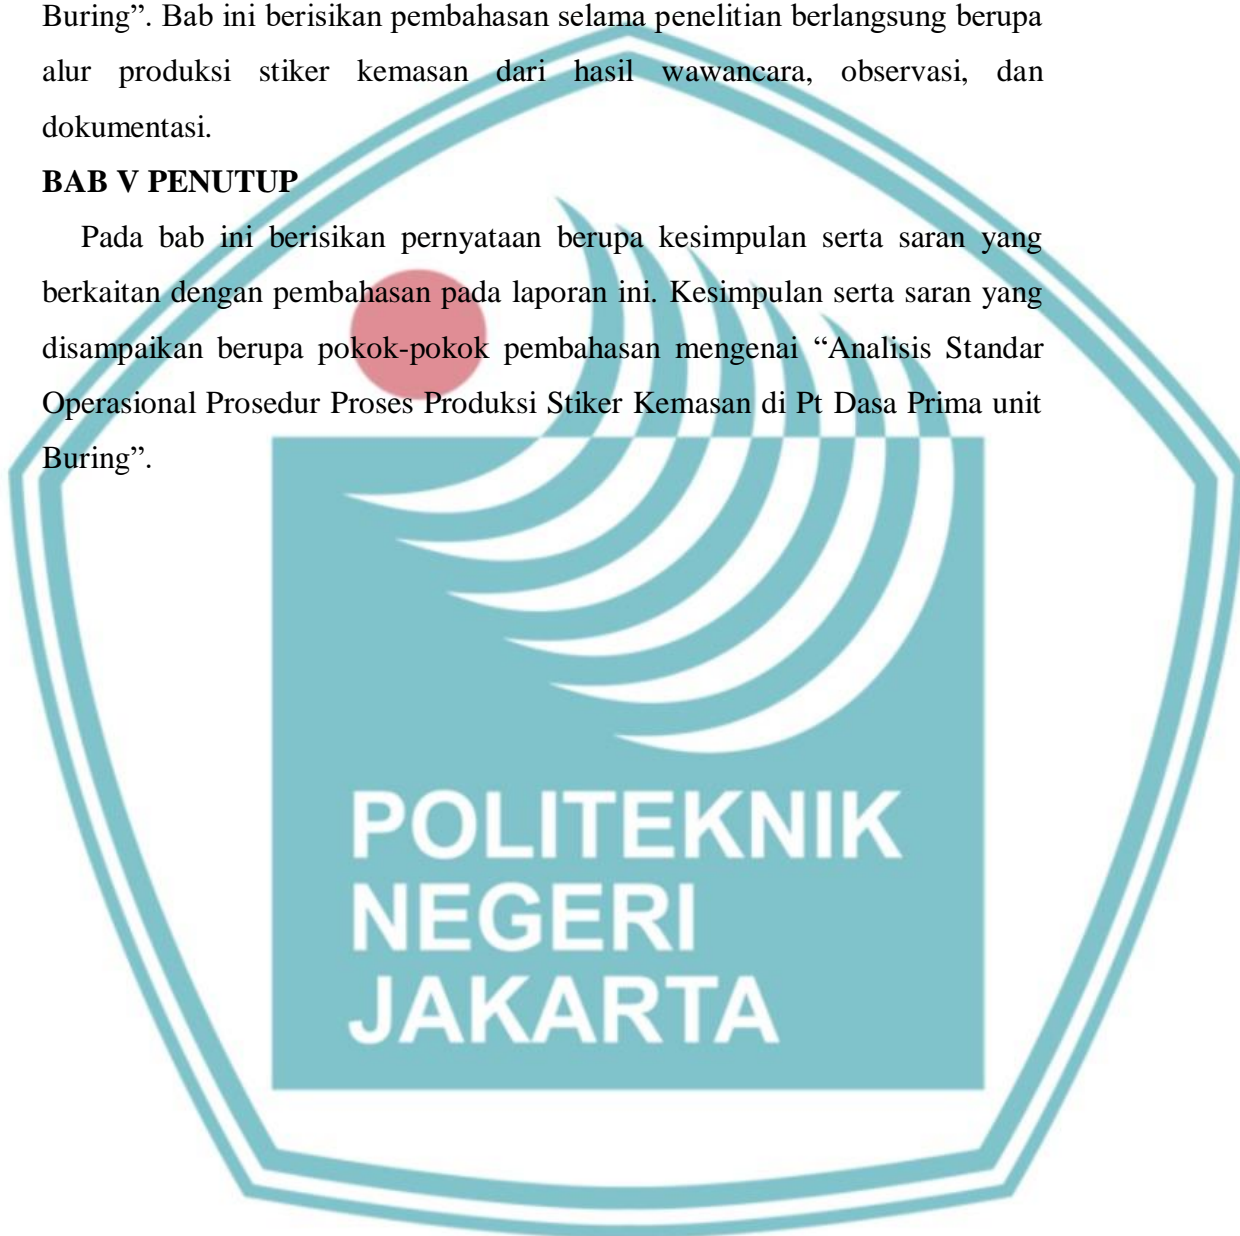 Buring”. Bab ini berisikan pembahasan selama penelitian berlangsung berupa
alur produksi stiker kemasan dari hasil wawancara, observasi, dan
dokumentasi.
BAB V PENUTUP
Pada bab ini berisikan pernyataan berupa kesimpulan serta saran yang
berkaitan dengan pembahasan pada laporan ini. Kesimpulan serta saran yang
disampaikan berupa pokok-pokok pembahasan mengenai “Analisis Standar
Operasional Prosedur Proses Produksi Stiker Kemasan di Pt Dasa Prima unit
Buring”.
POLITEKNIK
NEGERI
JAKARTA